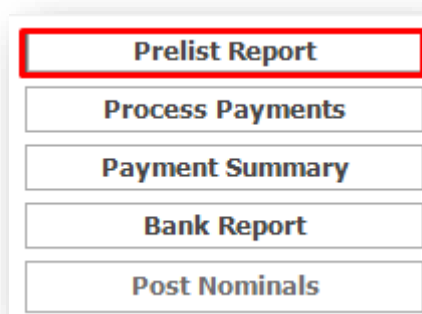 Prelist Report
Process Payments
Payment Summary
Bank Report
Post Nominals